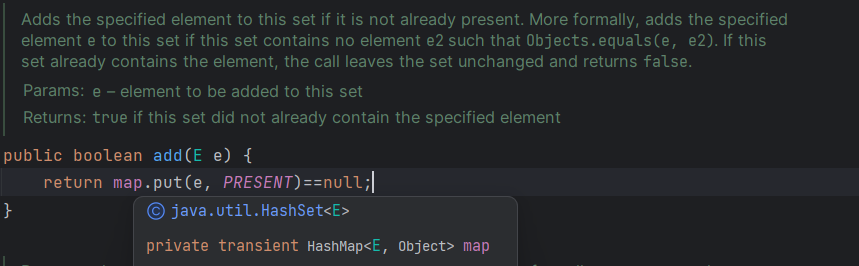 Adds the specified element to this set if it is not already present. More formally, adds the specified
element e to this set if this set contains no element e2 such that Objects.equals(e, e2). If this
set already contains the element, the call leaves the set unchanged and returns false.
Params: e – element to be added to this set
Returns: true if this set did not already contain the specified element
public boolean add(E e) {
    return map.put(e, PRESENT)==null;
}
© java.util.HashSet<E>
private transient HashMap<E, Object> map